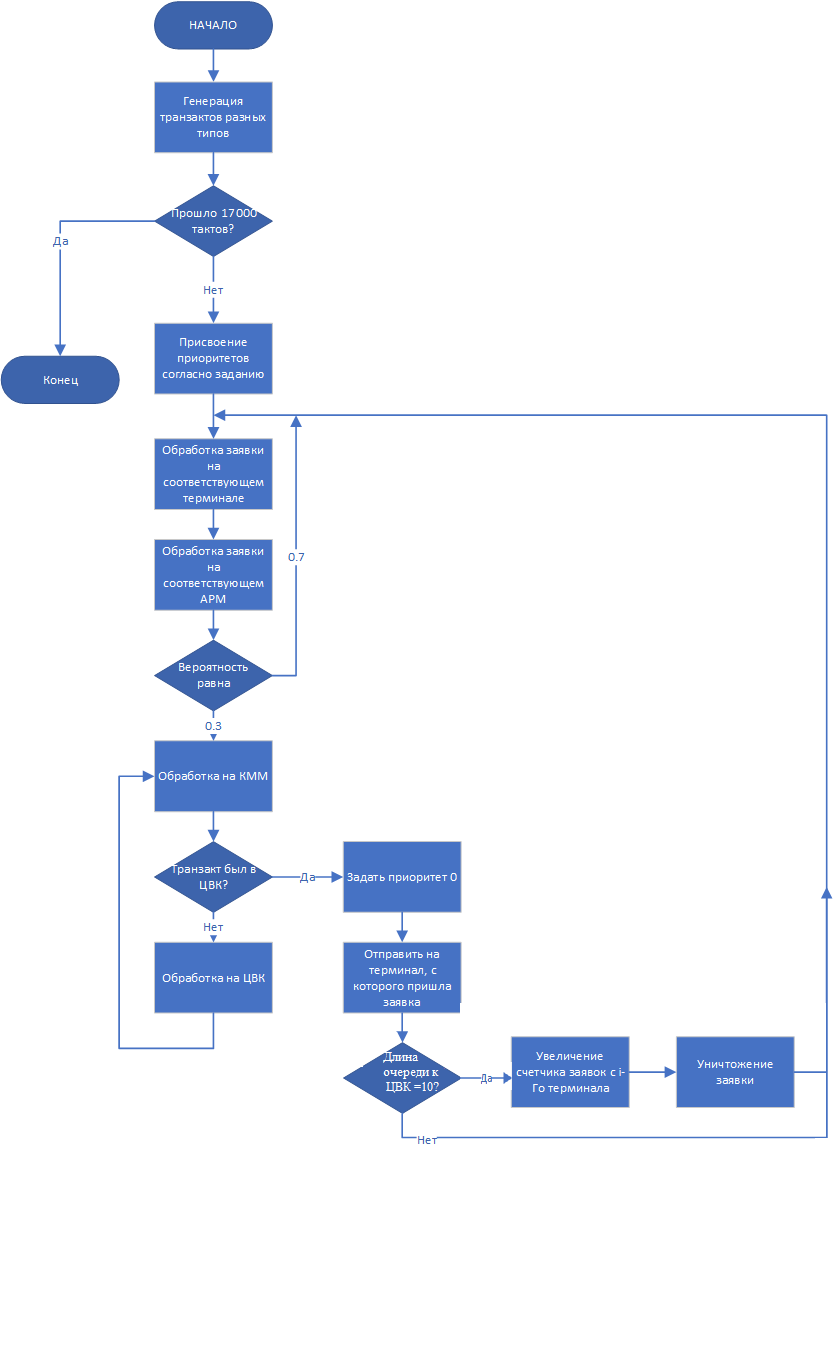 НАЧАЛО
Генерация
транзактов разных
типов
Прошло 17000
тактов?
Да
Нет
Конец
Присвоение
приоритетов
согласно заданию
Обработка заявки
на
соответствующем
терминале
Обработка заявки
на
соответствующем
АРМ
0.7
Вероятность
равна
0.3
Обработка на КММ
Транзакт был в
ЦВК?
Да
Задать приоритет 0
Нет
Обработка на ЦВК
Отправить на
терминал, с
которого пришла
заявка
Длина
очереди к
ЦВК =10?
Да
Увеличение
счетчика заявок с i-
Го терминала
Уничтожение
заявки
Нет